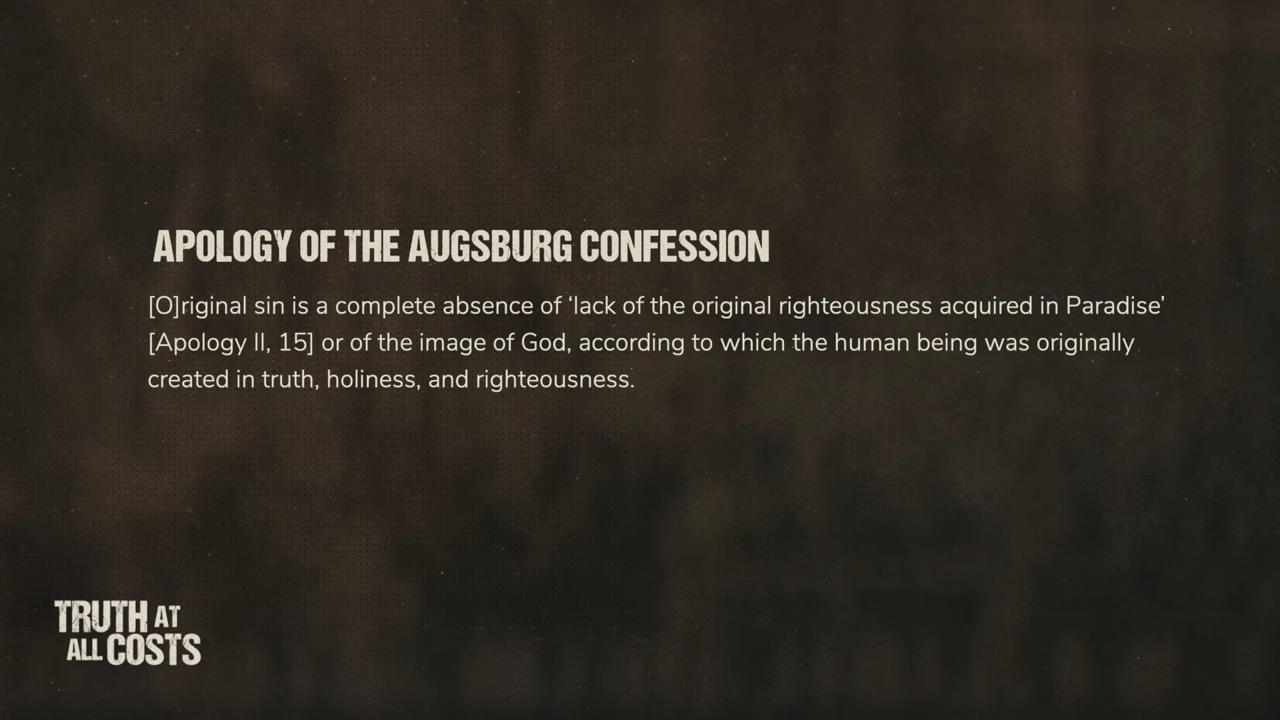 APOLOGY OF THE AUGSBURG CONFESSION
[O]riginal sin is a complete absence of ‘lack of the original righteousness acquired in Paradise’
[Apology II, 15] or of the image of God, according to which the human being was originally
created in truth, holiness, and righteousness.
TRUTH AT
ALL COSTS